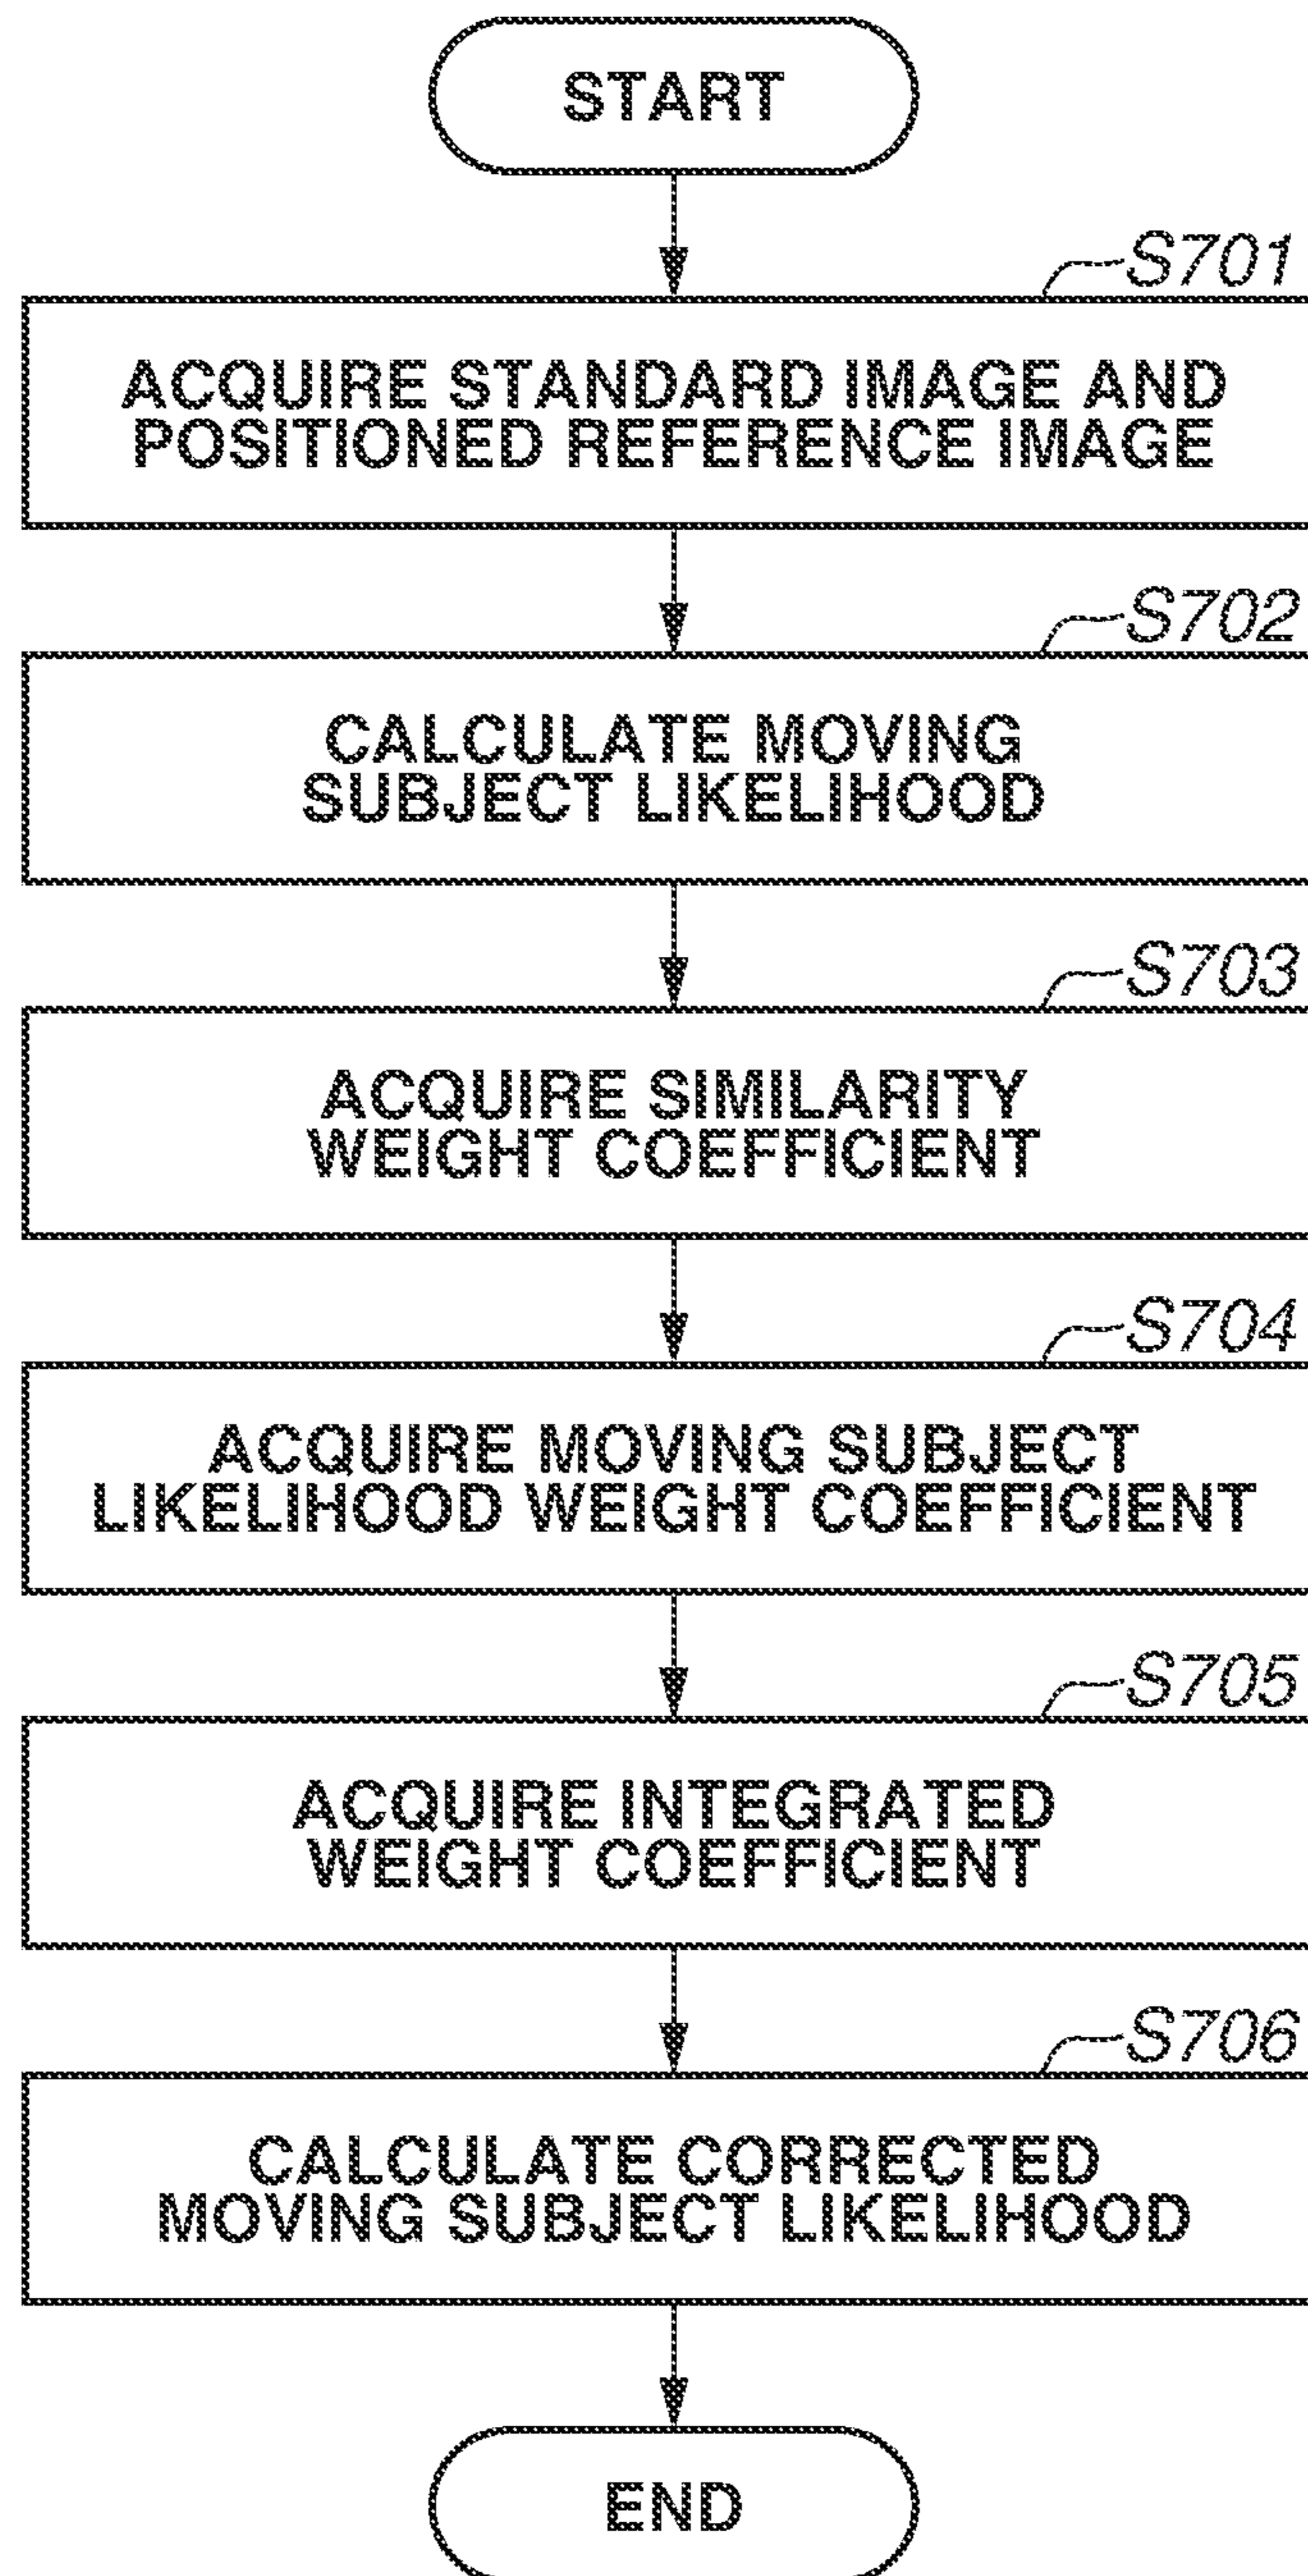 START
S701
ACQUIRE STANDARD IMAGE AND
POSITIONED REFERENCE IMAGE
S702
CALCULATE MOVING
SUBJECT LIKELIHOOD
S703
ACQUIRE SIMILARITY
WEIGHT COEFFICIENT
S704
ACQUIRE MOVING SUBJECT
LIKELIHOOD WEIGHT COEFFICIENT
S705
ACQUIRE INTEGRATED
WEIGHT COEFFICIENT
S706
CALCULATE CORRECTED
MOVING SUBJECT LIKELIHOOD
END